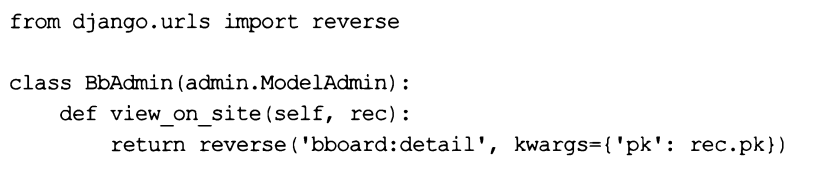 from django.urls import reverse

class BbAdmin(admin.ModelAdmin):
    def view_on_site(self, rec):
        return reverse('bboard:detail', kwargs={'pk': rec.pk})